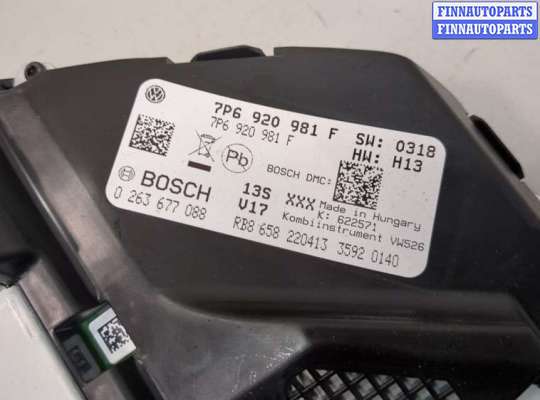 FINNAUTOPARTS
FINNAUTOPARTS
7P6 920 981 F SW: 0318
7P6 920 981 F HW: H13
Pb
BOSCH DMC:
BOSCH 13S XXX Made in Hungary
0 263 677 088 V17 K: 622571
Kombiinstrument VW526
RB8 658 220413 3592 0140